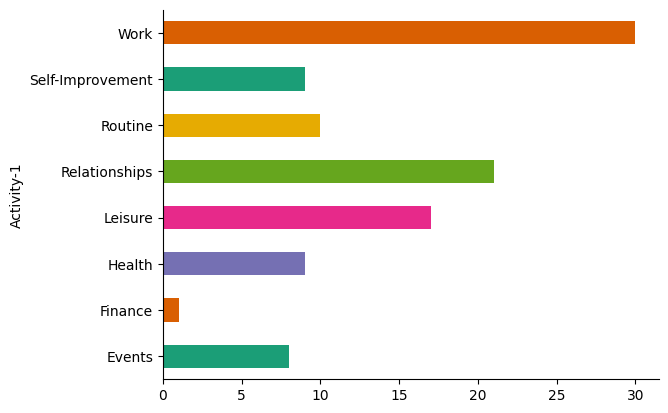 Work
Self-Improvement
Routine
Relationships
Leisure
Health
Finance
Events
Activity-1
0 5 10 15 20 25 30